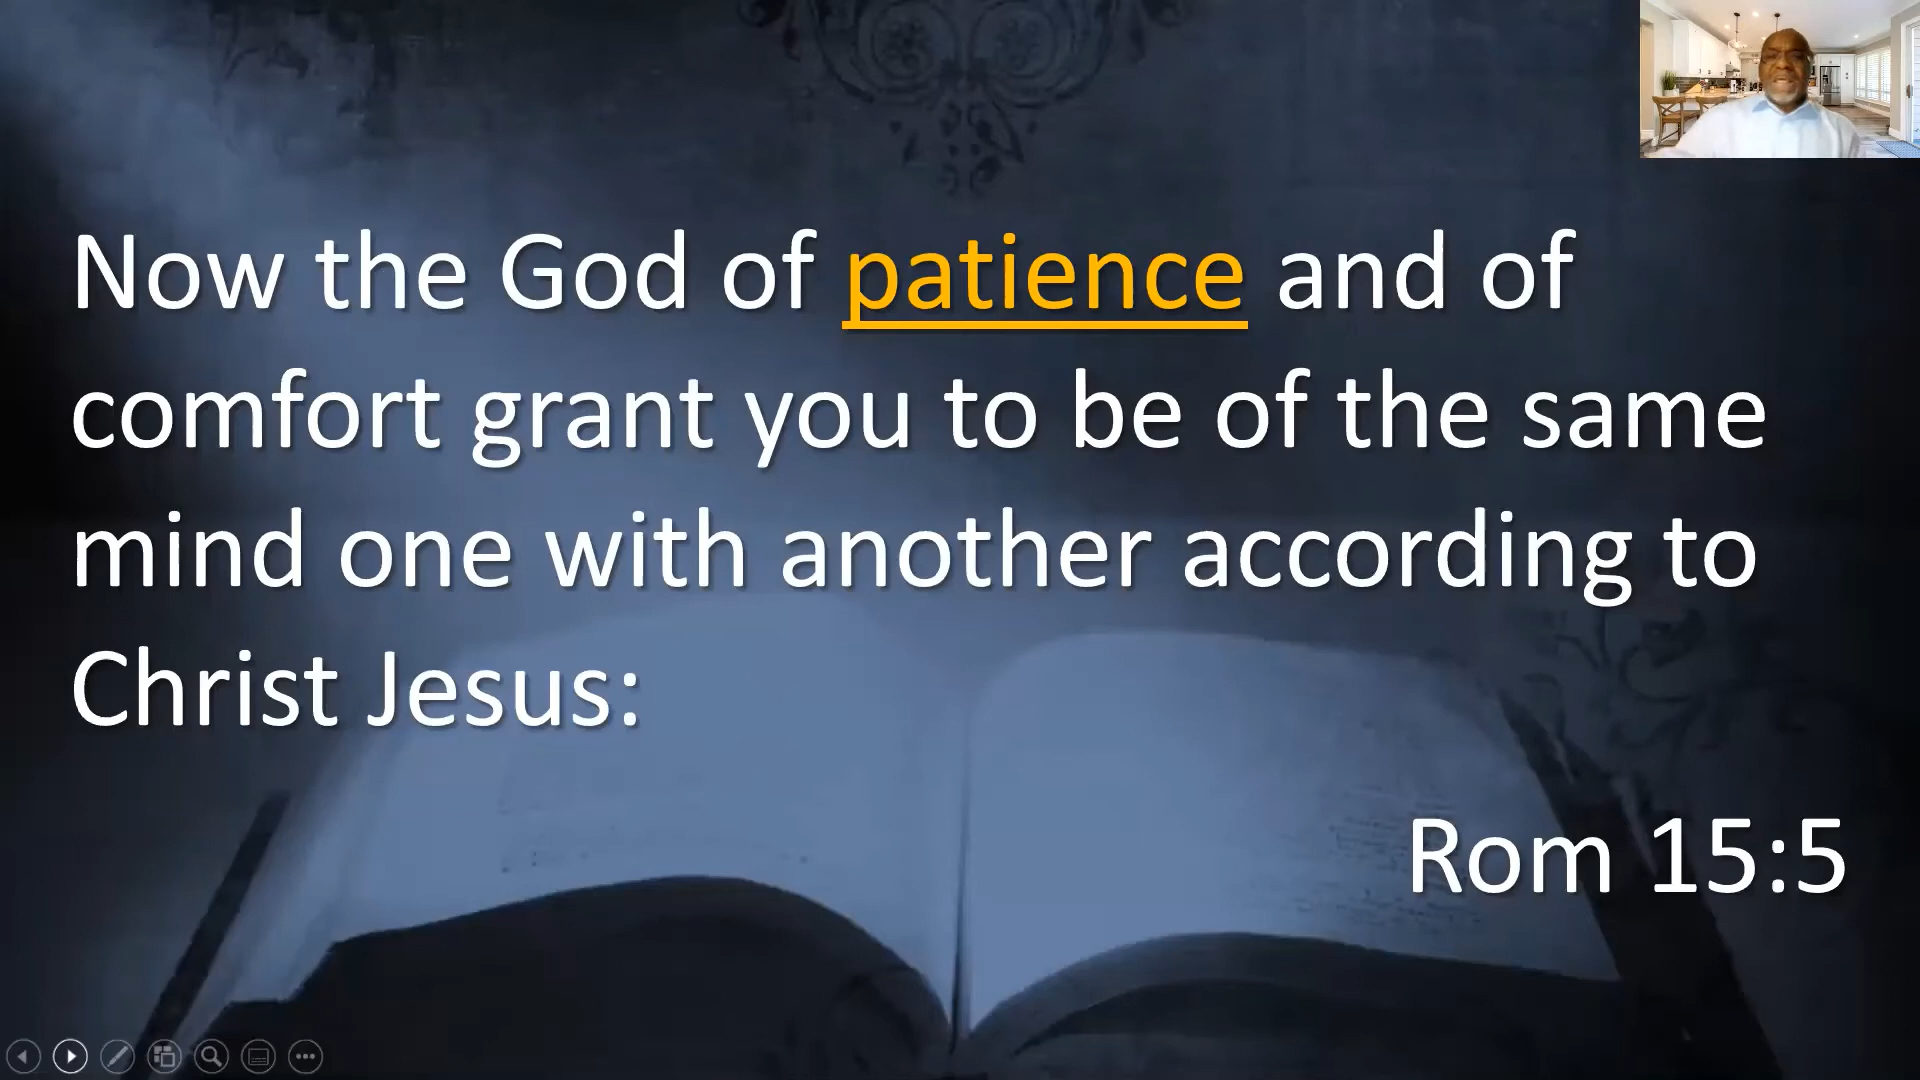 Now the God of patience and of
comfort grant you to be of the same
mind one with another according to
Christ Jesus:
Rom 15:5